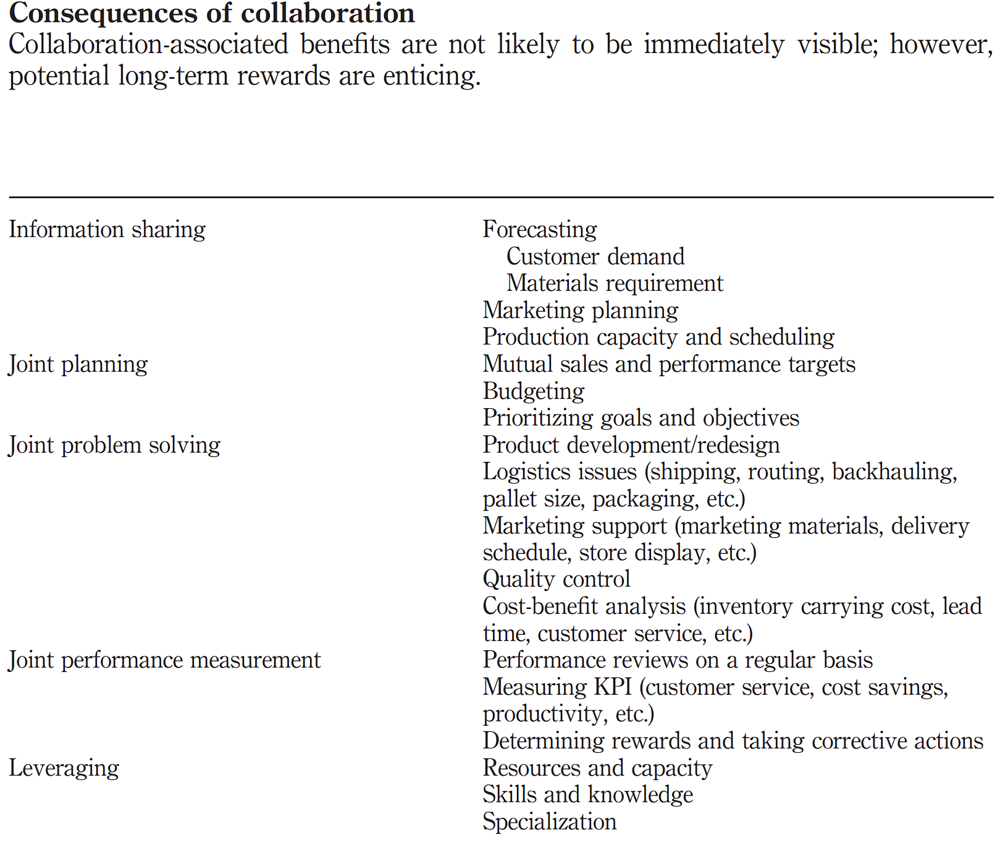 Consequences of collaboration
Collaboration-associated benefits are not likely to be immediately visible; however,
potential long-term rewards are enticing.
Information sharing Forecasting
Customer demand
Materials requirement
Marketing planning
Production capacity and scheduling
Joint planning Mutual sales and performance targets
Budgeting
Prioritizing goals and objectives
Joint problem solving Product development/redesign
Logistics issues (shipping, routing, backhauling,
pallet size, packaging, etc.)
Marketing support (marketing materials, delivery
schedule, store display, etc.)
Quality control
Cost-benefit analysis (inventory carrying cost, lead
time, customer service, etc.)
Joint performance measurement Performance reviews on a regular basis
Measuring KPI (customer service, cost savings,
productivity, etc.)
Determining rewards and taking corrective actions
Leveraging Resources and capacity
Skills and knowledge
Specialization